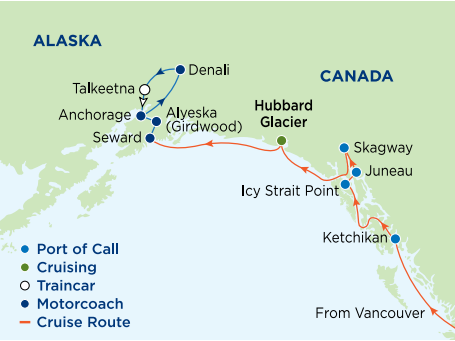 ALASKA
CANADA
Denali
Talkeetna
Anchorage
Alyeska
(Girdwood)
Seward
Hubbard
Glacier
Skagway
Juneau
Icy Strait Point
Ketchikan
From Vancouver
Port of Call
Cruising
Traincar
Motorcoach
Cruise Route